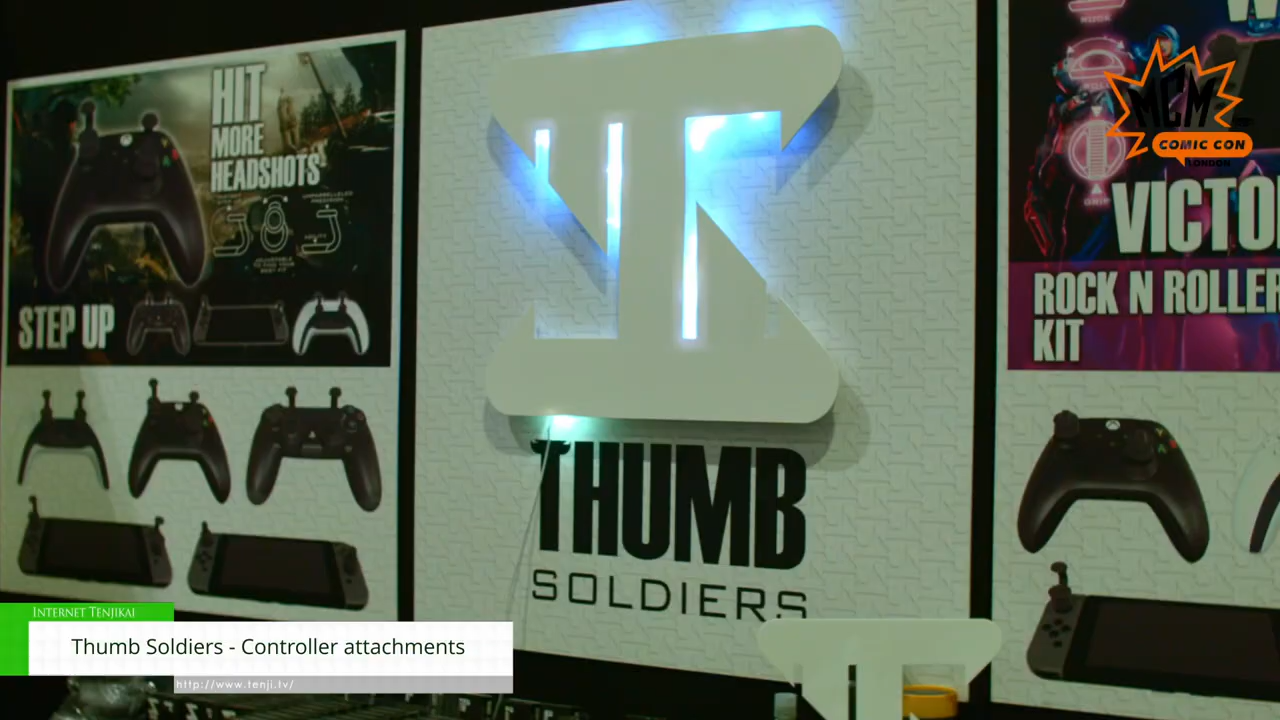 HIT
MORE
HEADSHOTS
STEP UP
THUMB
SOLDIERS
MCM
COMIC CON
LONDON
GRIP
VICTO
ROCK N ROLLER
KIT
INTERNET TENJIKAI
Thumb Soldiers - Controller attachments
http://www.tenji.tv/